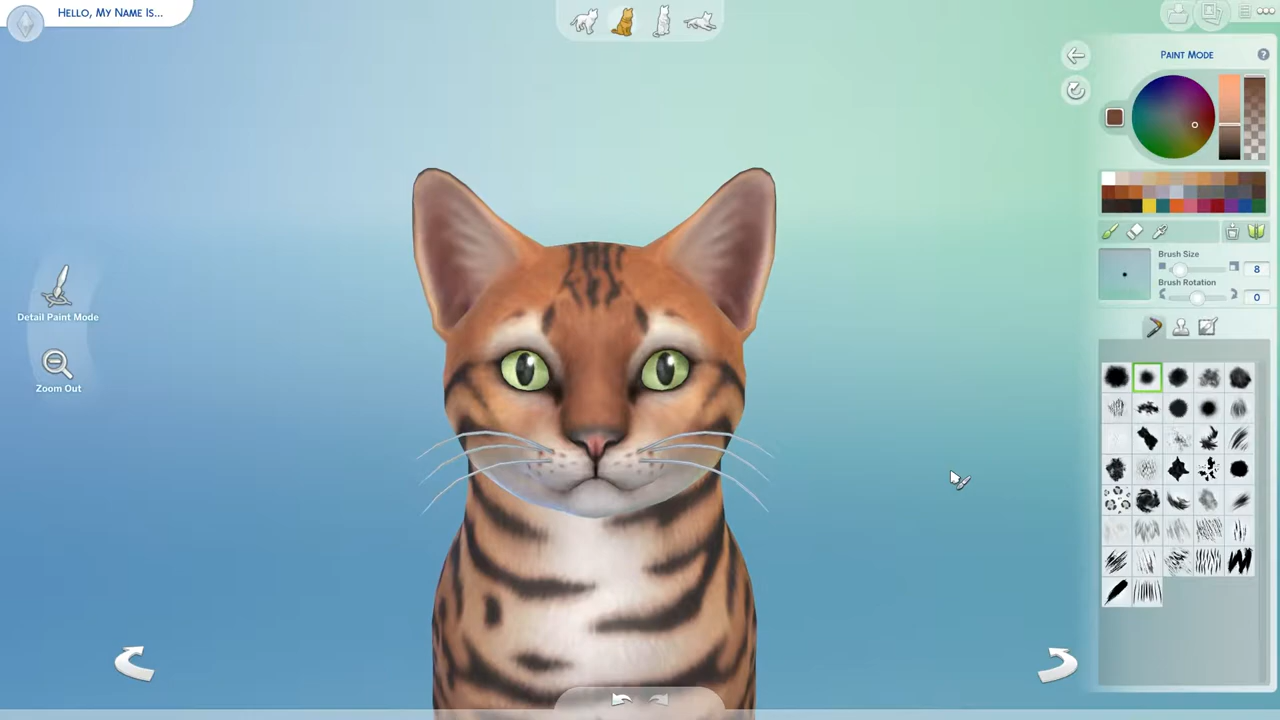 Hello, My Name Is...
Paint Mode
?
Brush Size
8
Brush Rotation
0
Detail Paint Mode
Zoom Out